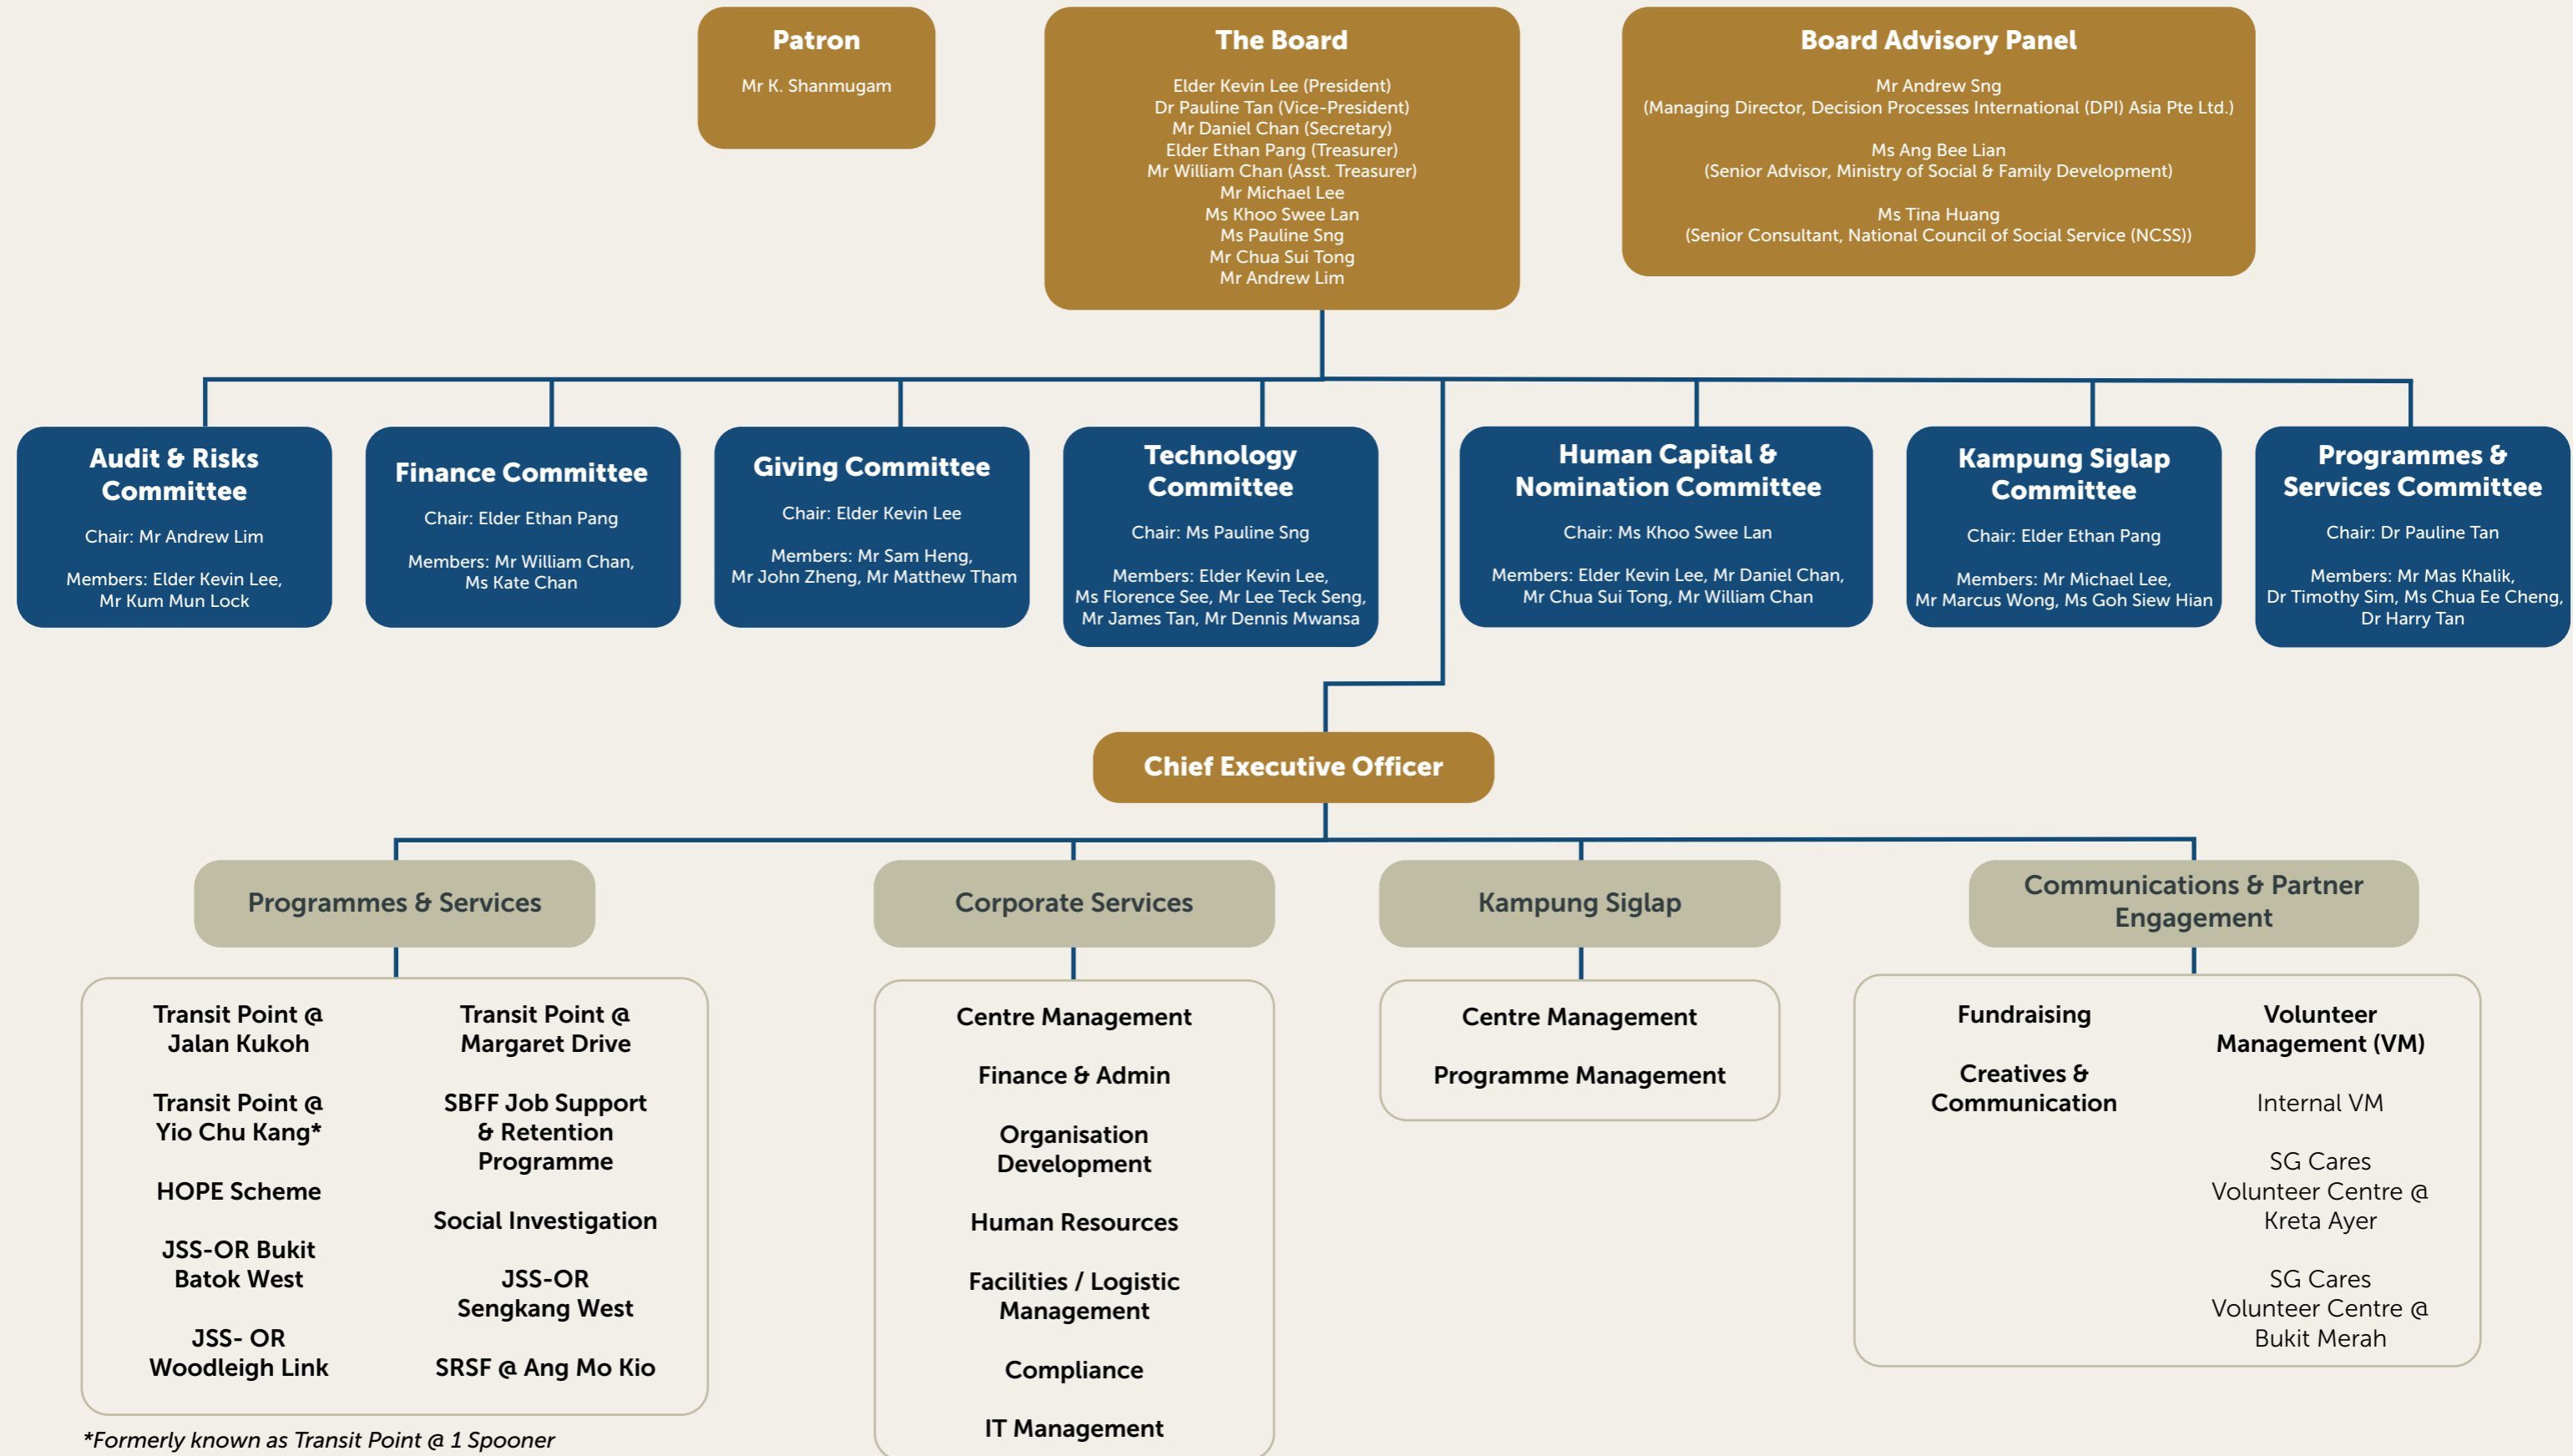 Patron
Mr K. Shanmugam
The Board
Elder Kevin Lee (President)
Dr Pauline Tan (Vice-President)
Mr Daniel Chan (Secretary)
Elder Ethan Pang (Treasurer)
Mr William Chan (Asst. Treasurer)
Mr Michael Lee
Ms Khoo Swee Lan
Ms Pauline Sng
Mr Chua Sui Tong
Mr Andrew Lim
Board Advisory Panel
Mr Andrew Sng
(Managing Director, Decision Processes International (DPI) Asia Pte Ltd.)
Ms Ang Bee Lian
(Senior Advisor, Ministry of Social & Family Development)
Ms Tina Huang
(Senior Consultant, National Council of Social Service (NCSS))
Audit & Risks
Committee
Chair: Mr Andrew Lim
Members: Elder Kevin Lee,
Mr Kum Mun Lock
Finance Committee
Chair: Elder Ethan Pang
Members: Mr William Chan,
Ms Kate Chan
Giving Committee
Chair: Elder Kevin Lee
Members: Mr Sam Heng,
Mr John Zheng, Mr Matthew Tham
Technology
Committee
Chair: Ms Pauline Sng
Members: Elder Kevin Lee,
Ms Florence See, Mr Lee Teck Seng,
Mr James Tan, Mr Dennis Mwansa
Human Capital &
Nomination Committee
Chair: Ms Khoo Swee Lan
Members: Elder Kevin Lee, Mr Daniel Chan,
Mr Chua Sui Tong, Mr William Chan
Kampung Siglap
Committee
Chair: Elder Ethan Pang
Members: Mr Michael Lee,
Mr Marcus Wong, Ms Goh Siew Hian
Programmes &
Services Committee
Chair: Dr Pauline Tan
Members: Mr Mas Khalik,
Dr Timothy Sim, Ms Chua Ee Cheng,
Dr Harry Tan
Chief Executive Officer
Programmes & Services
Transit Point @
Jalan Kukoh
Transit Point @
Yio Chu Kang*
HOPE Scheme
JSS-OR Bukit
Batok West
JSS- OR
Woodleigh Link
Transit Point @
Margaret Drive
SBFF Job Support
& Retention
Programme
Social Investigation
JSS-OR
Sengkang West
SRSF @ Ang Mo Kio
*Formerly known as Transit Point @ 1 Spooner
Corporate Services
Centre Management
Finance & Admin
Organisation
Development
Human Resources
Facilities / Logistic
Management
Compliance
IT Management
Kampung Siglap
Centre Management
Programme Management
Communications & Partner
Engagement
Fundraising
Creatives &
Communication
Volunteer
Management (VM)
Internal VM
SG Cares
Volunteer Centre @
Kreta Ayer
SG Cares
Volunteer Centre @
Bukit Merah